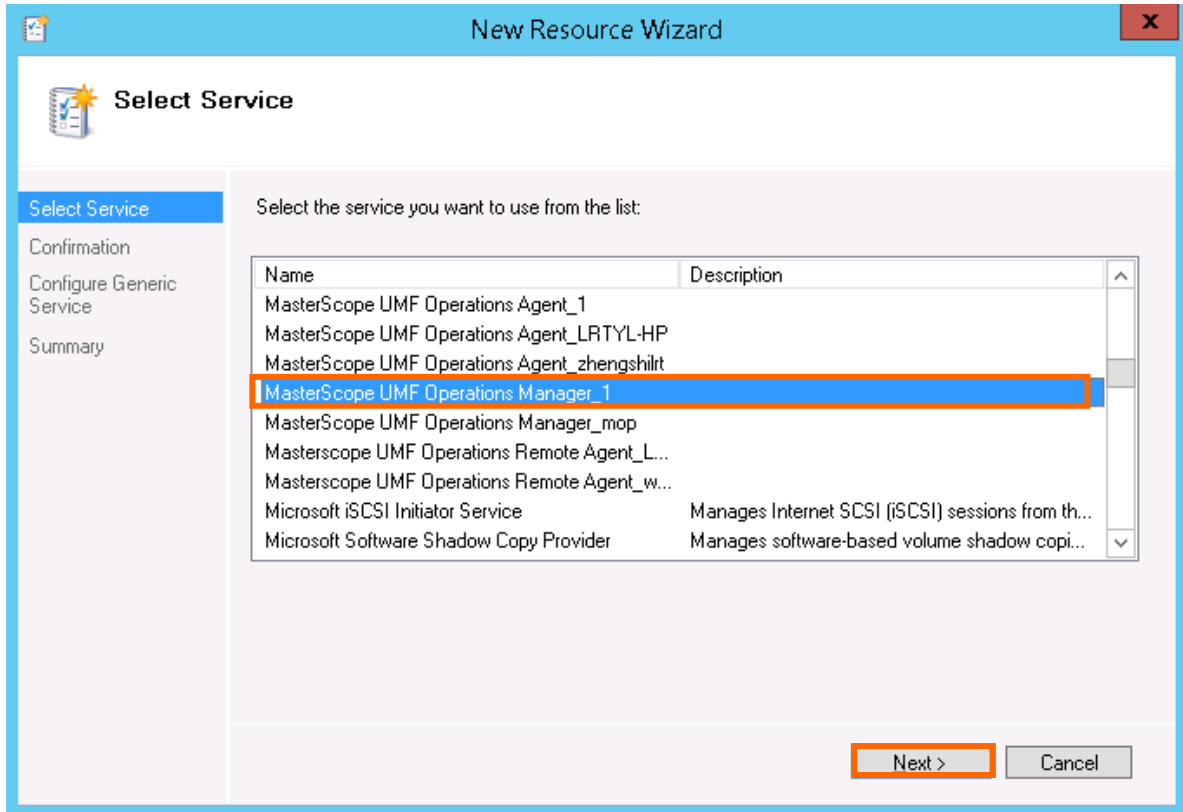 New Resource Wizard
x
Select Service
Select Service
Confirmation
Configure Generic
Service
Summary
Select the service you want to use from the list:
Name Description
MasterScope UMF Operations Agent_1
MasterScope UMF Operations Agent_LRTYL-HP
MasterScope UMF Operations Agent_zhengshilrt
MasterScope UMF Operations Manager_1
MasterScope UMF Operations Manager_mop
Masterscope UMF Operations Remote Agent_L...
Masterscope UMF Operations Remote Agent_w...
Microsoft iSCSI Initiator Service Manages Internet SCSI (iSCSI) sessions from th...
Microsoft Software Shadow Copy Provider Manages software-based volume shadow copi...
Next > Cancel